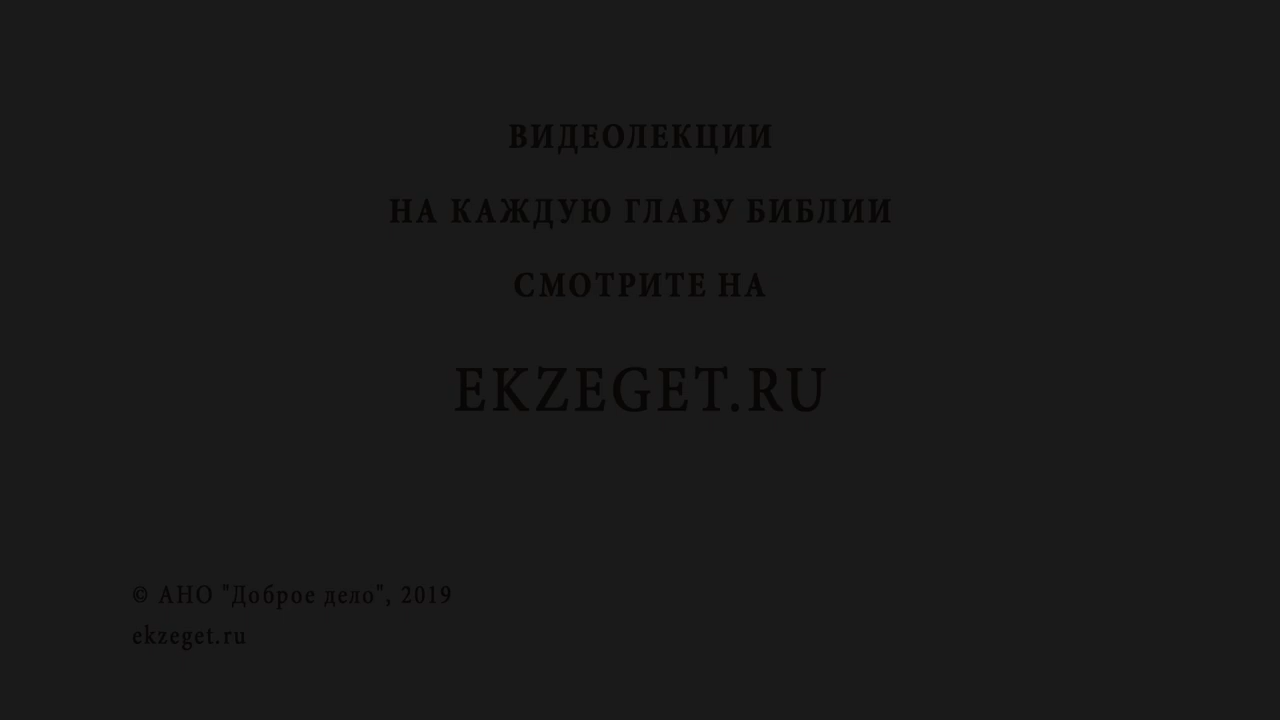 ВИДЕОЛЕКЦИИ
НА КАЖДУЮ ГЛАВУ БИБЛИИ
СМОТРИТЕ НА
EKZEGET.RU
© АНО "Доброе дело", 2019
ekzeget.ru